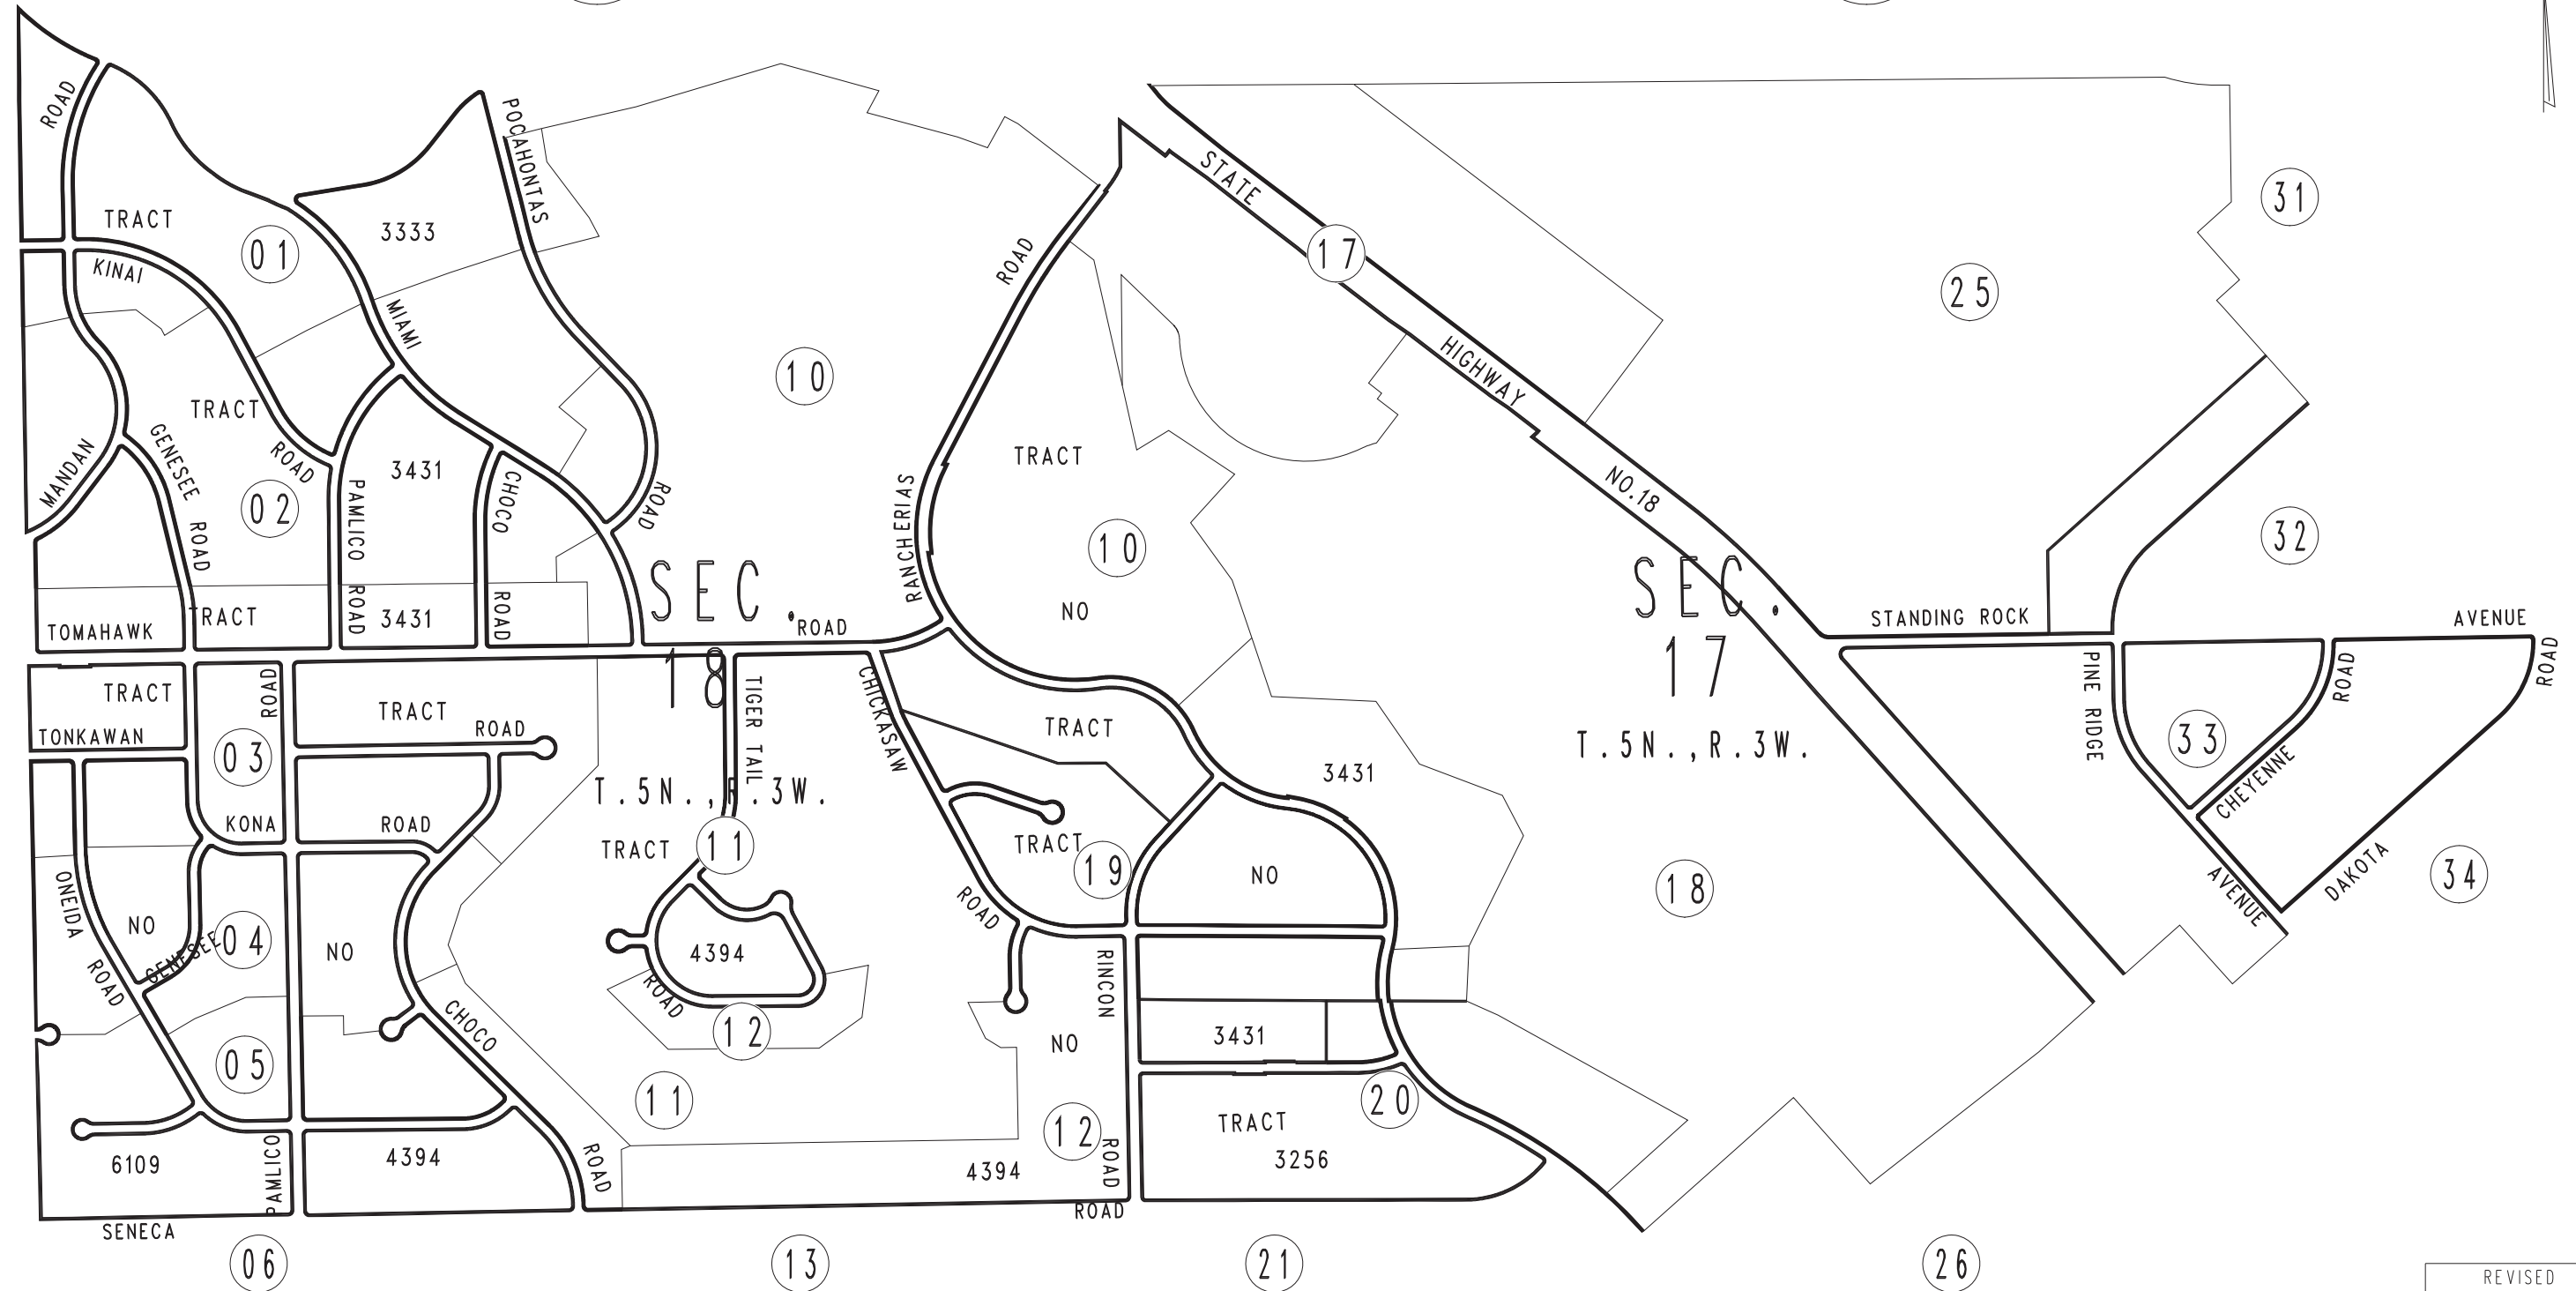 ROAD
POCAHONTAS
ROAD
TRACT
3333
01
KINAI
ROAD
MIAMI
TRACT
02
MANDAN
GENESEE ROAD
PAMLICO ROAD
3431
CHOCO
ROAD
10
RANCHERIAS
ROAD
TRACT
10
NO
STATE
17
HIGHWAY
NO.18
25
31
32
TOMAHAWK
TRACT
3431
ROAD
SEC.
18
T.5N.,R.3W.
SEC.
17
T.5N.,R.3W.
STANDING ROCK
AVENUE
ROAD
TRACT
ROAD
TRACT
ROAD
TONKAWAN
03
KONA
ROAD
TIGER TAIL
CHICKASAW
ROAD
TRACT
3431
PINE RIDGE
AVENUE
33
ROAD
CHEYENNE
DAKOTA
34
TRACT
11
TRACT
19
NO
18
ONEIDA
ROAD
NO
GENESEE
04
NO
4394
ROAD
12
RINCON
ROAD
CHOCO
ROAD
NO
3431
05
11
12
20
TRACT
3256
6109
PAMLICO
4394
4394
SENECA
ROAD
06
13
21
26
REVISED